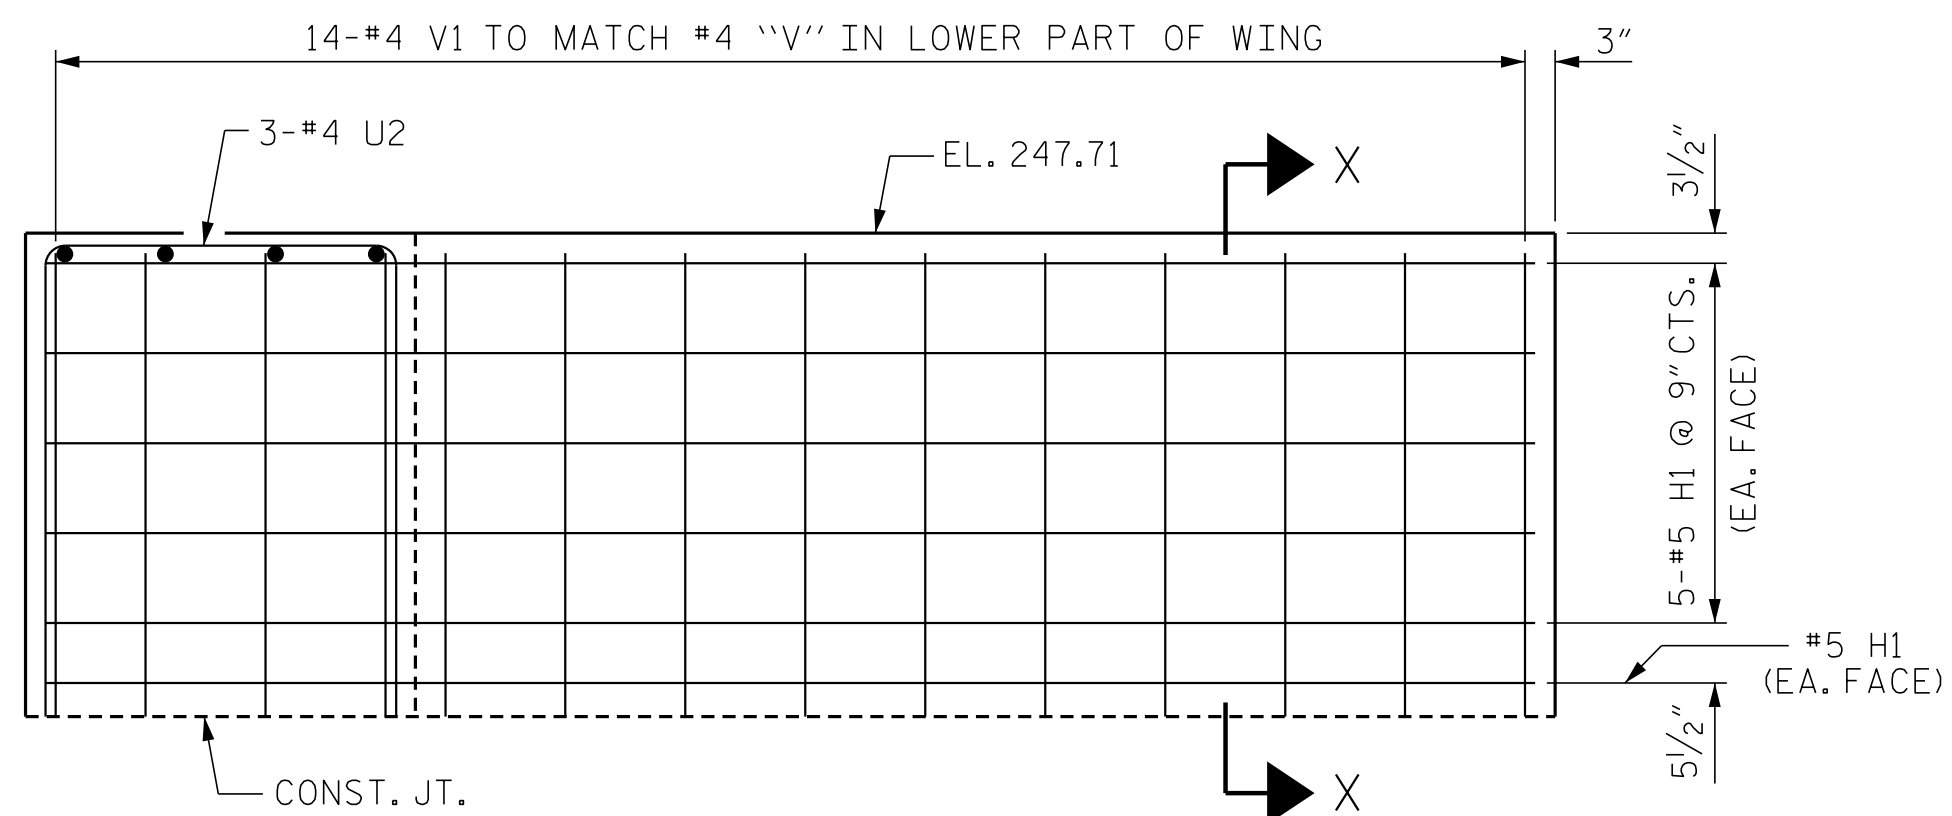 14-#4 V1 TO MATCH #4 ‶V″ IN LOWER PART OF WING
3″
3-#4 U2
EL. 247.71
X
3½″
5-#5 H1 @ 9″ CTS.
(EA. FACE)
#5 H1
(EA. FACE)
5½″
CONST. JT.
X